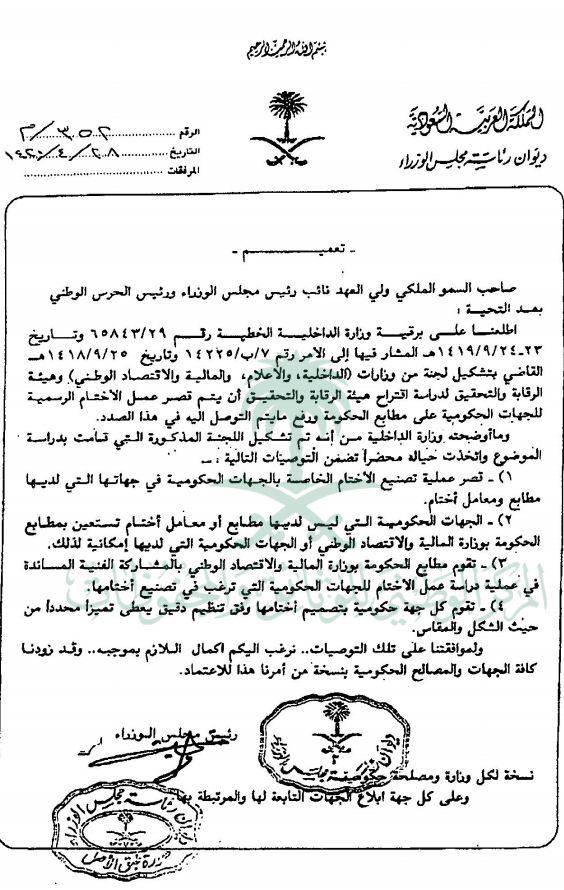 بسم الله الرحمن الرحيم
المملكة العربية السعودية
ديوان رئاسة مجلس الوزراء
الرقم ٣٠٥٢/م
التاريخ ١٤٢٠/٤/٢٨
المرفقات
- تعميم -
صاحب السمو الملكي ولي العهد نائب رئيس مجلس الوزراء ورئيس الحرس الوطني
بعد التحية :
اطلعنا على برقية وزارة الداخلية الخطية رقم ٦٥٨٤٣/٢٩ وتاريخ
٢٣-١٤١٩/٩/٢٤هـ المشار فيها إلى الأمر رقم ٧/ب/١٤٢٢٥ وتاريخ ١٤١٨/٩/٢٥هـ
القاضي بتشكيل لجنة من وزارات (الداخلية، والأعلام، والمالية والاقتصاد الوطني) وهيئة
الرقابة والتحقيق لدراسة اقتراح هيئة الرقابة والتحقيق أن يتم قصر عمل الأختام الرسمية
للجهات الحكومية على مطابع الحكومة ورفع مايتم التوصل اليه في هذا الصدد.
وماأوضحته وزارة الداخلية من إنه تم تشكيل اللجنة المذكورة التي قامت بدراسة
الموضوع واتخذت حياله محضراً تضمن التوصيات التالية :ــ
١) - قصر عملية تصنيع الأختام الخاصة بالجهات الحكومية في جهاتها التي لديها
مطابع ومعامل أختام.
٢) - الجهات الحكومية التي ليس لديها مطابع أو معامل أختام تستعين بمطابع
الحكومة بوزارة المالية والاقتصاد الوطني أو الجهات الحكومية التي لديها إمكانية لذلك.
٣) - تقوم مطابع الحكومة بوزارة المالية والاقتصاد الوطني بالمشاركة الفنية المساندة
في عملية دراسة عمل الاختام للجهات الحكومية التي ترغب في تصنيع أختامها.
٤) - تقوم كل جهة حكومية بتصميم أختامها وفق تنظيم دقيق يعطى تميزاً محدداً من
حيث الشكل والمقاس.
ولموافقتنا على تلك التوصيات.. نرغب اليكم اكمال اللازم بموجبه.. وقد زودنا
كافة الجهات والمصالح الحكومية بنسخة من أمرنا هذا للاعتماد.
رئيس مجلس الوزراء
نسخة لكل وزارة ومصلحة حكومية
وعلى كل جهة ابلاغ الجهات التابعة لها والمرتبطة بها
ديوان رئاسة مجلس الوزراء
صورة طبق الأصل